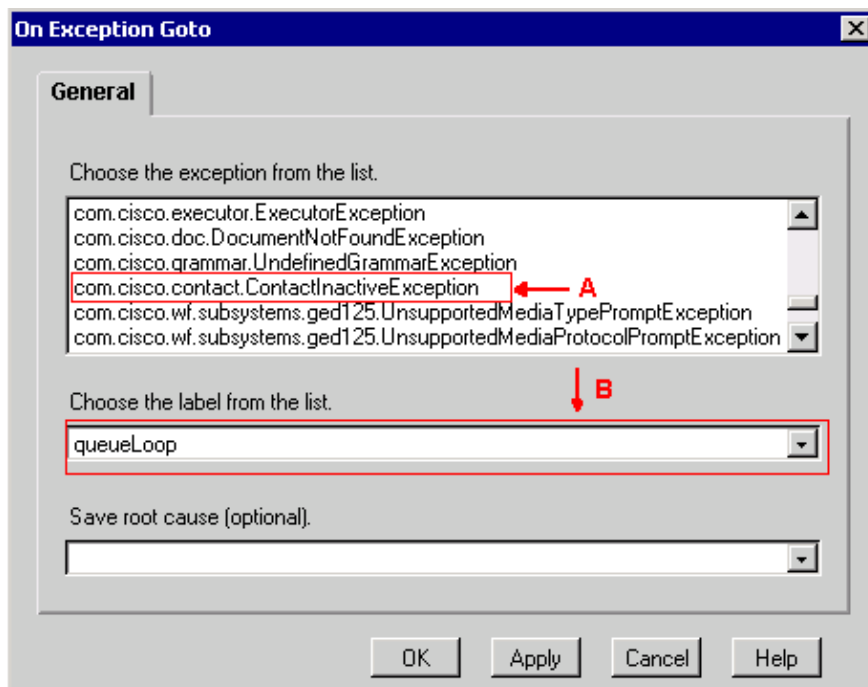 On Exception Goto
General
Choose the exception from the list.
com.cisco.executor.ExecutorException
com.cisco.doc.DocumentNotFoundException
com.cisco.grammar.UndefinedGrammarException
com.cisco.contact.ContactInactiveException
A
com.cisco.wf.subsystems.ged125.UnsupportedMediaTypePromptException
com.cisco.wf.subsystems.ged125.UnsupportedMediaProtocolPromptException
B
Choose the label from the list.
queueLoop
Save root cause (optional).
OK Apply Cancel Help